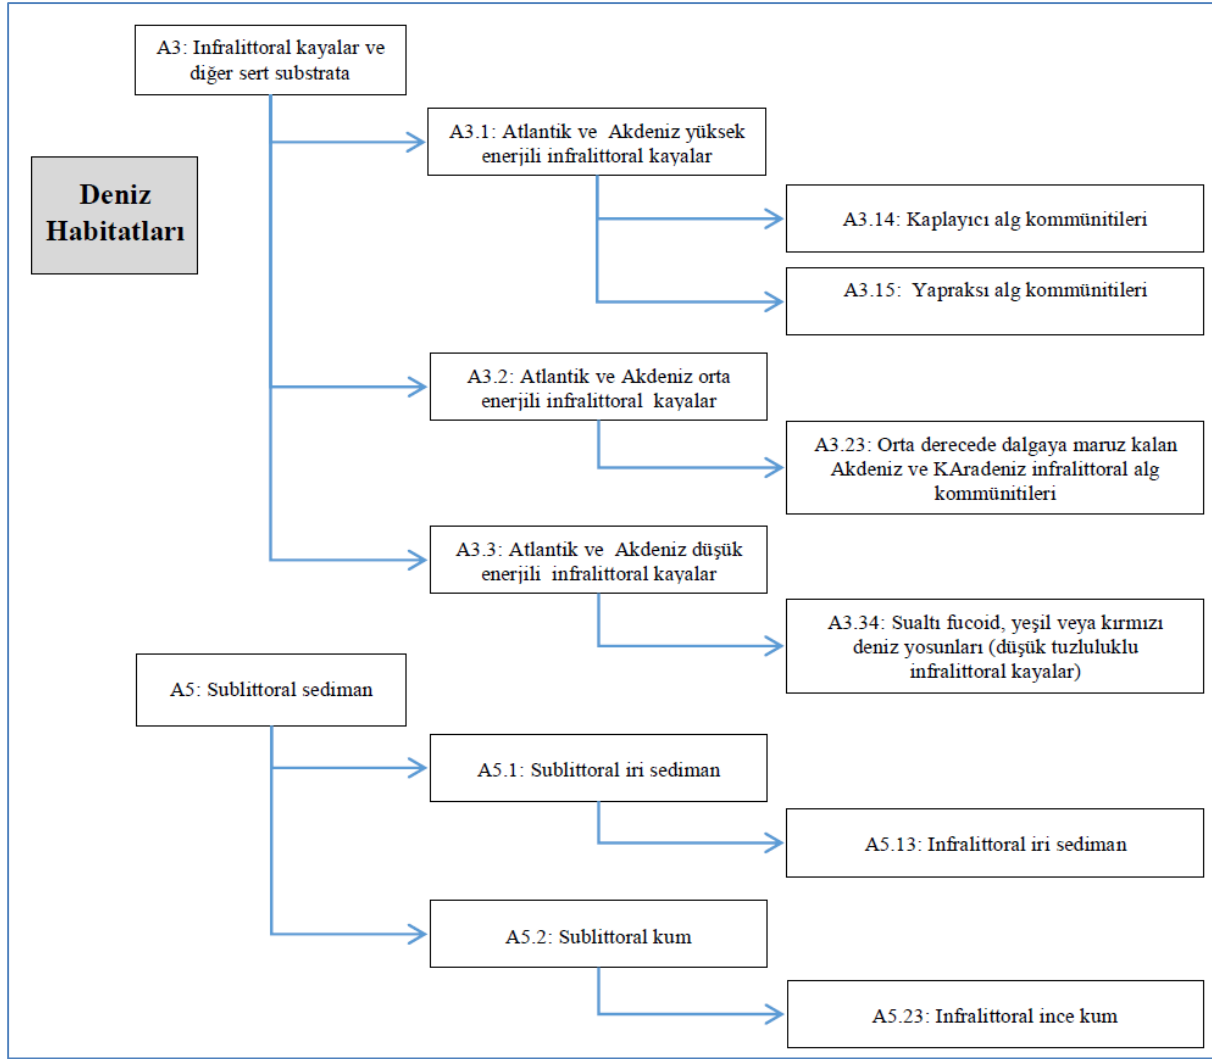 A3: Infralittoral kayalar ve
diğer sert substrata
A3.1: Atlantik ve Akdeniz yüksek
enerjili infralittoral kayalar
Deniz
Habitatları
A3.14: Kaplayıcı alg kommünitileri
A3.15: Yapraksı alg kommünitileri
A3.2: Atlantik ve Akdeniz orta
enerjili infralittoral kayalar
A3.23: Orta derecede dalgaya maruz kalan
Akdeniz ve KAradeniz infralittoral alg
kommünitileri
A3.3: Atlantik ve Akdeniz düşük
enerjili infralittoral kayalar
A3.34: Sualtı fucoid, yeşil veya kırmızı
deniz yosunları (düşük tuzluluklu
infralittoral kayalar)
A5: Sublittoral sediman
A5.1: Sublittoral iri sediman
A5.13: Infralittoral iri sediman
A5.2: Sublittoral kum
A5.23: Infralittoral ince kum